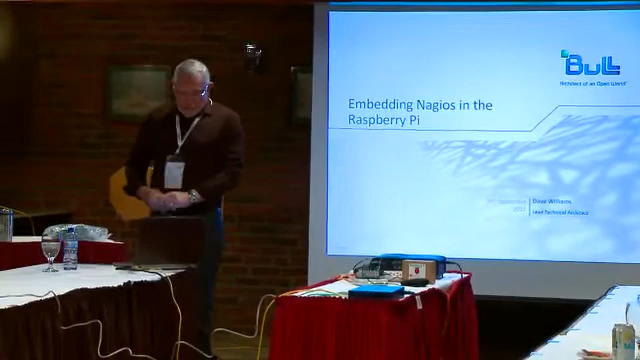 Bull
Architect of an Open World
Embedding Nagios in the
Raspberry Pi
Dave Williams
Lead Technical Architect